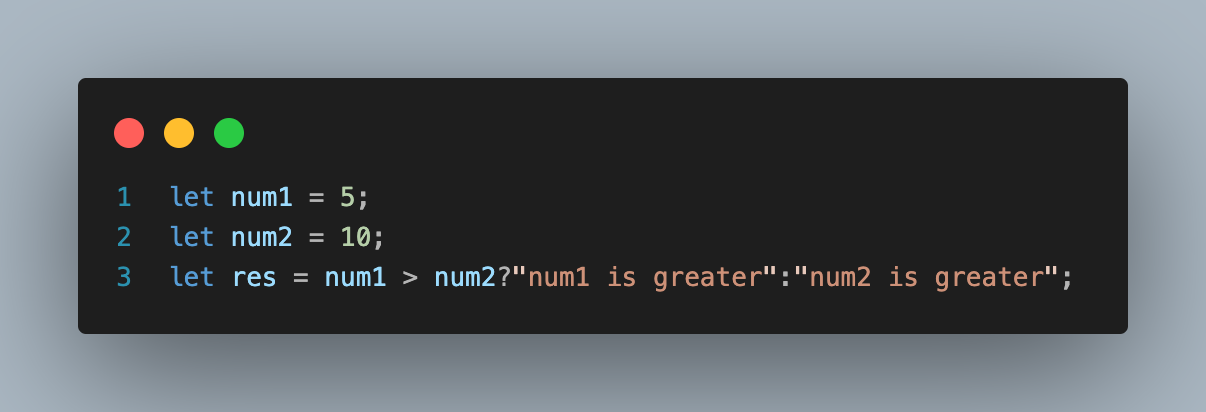 1 let num1 = 5;
2 let num2 = 10;
3 let res = num1 > num2?"num1 is greater":"num2 is greater";